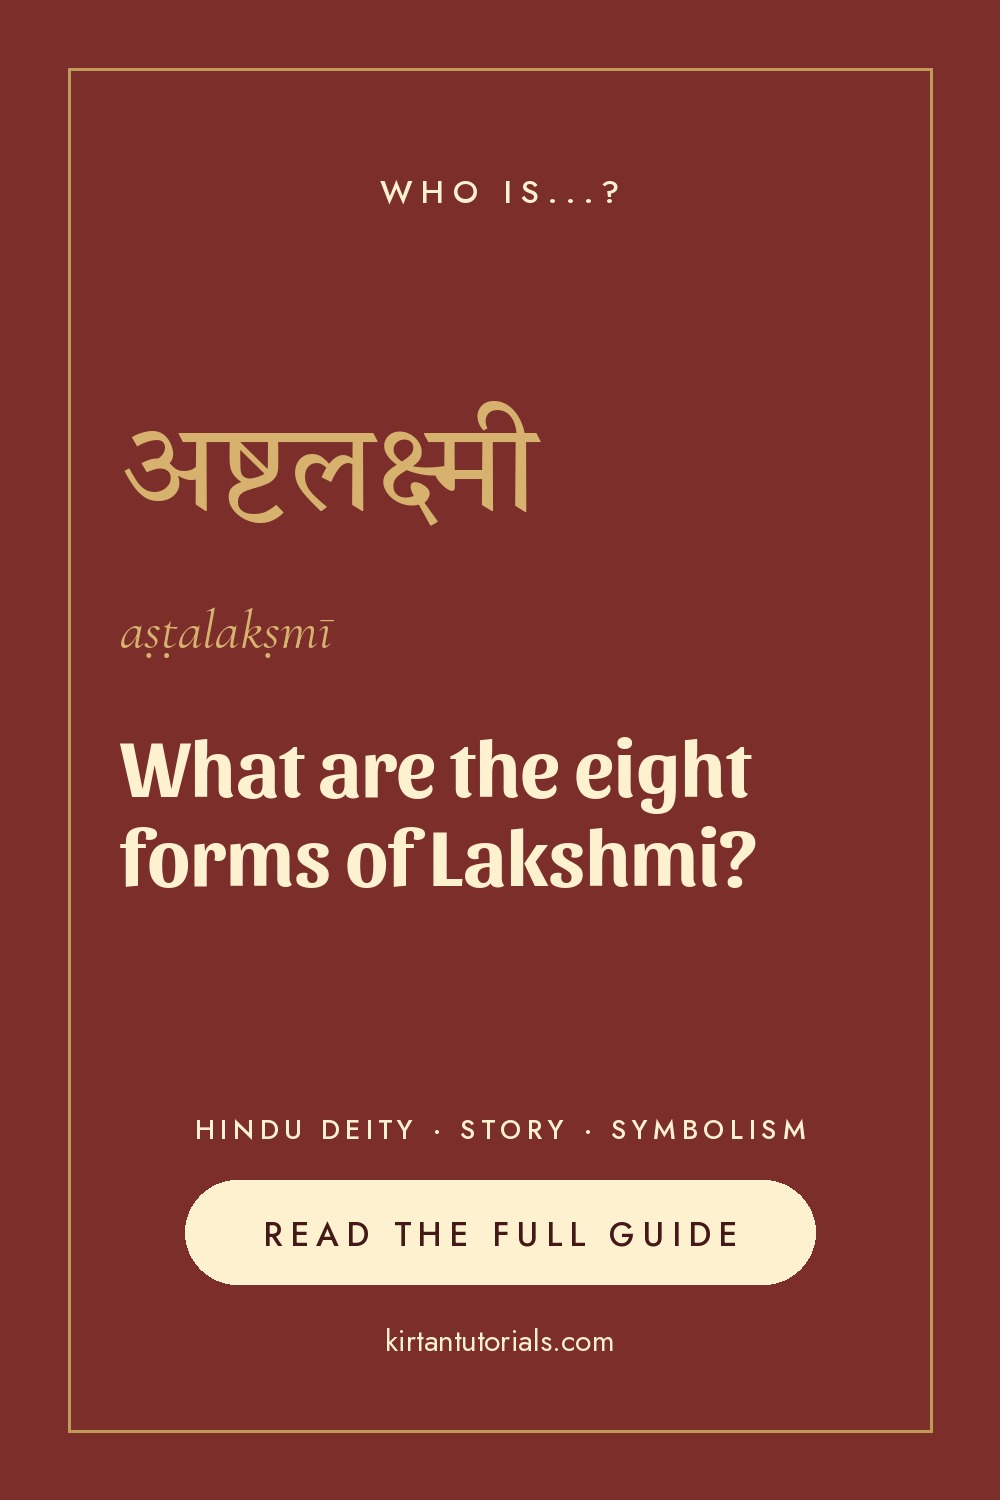 WHO IS...?
अष्टलक्ष्मी
aṣṭalakṣmī
What are the eight
forms of Lakshmi?
HINDU DEITY · STORY · SYMBOLISM
READ THE FULL GUIDE
kirtantutorials.com